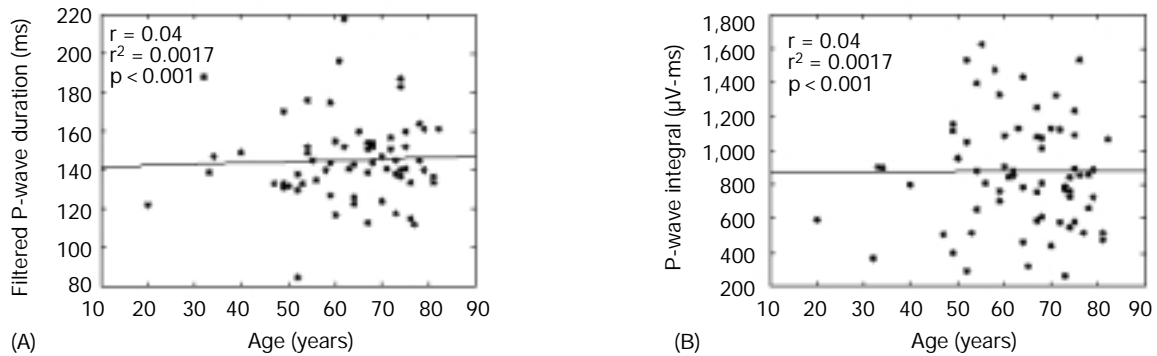 220
200
180
160
140
120
100
80
Filtered P-wave duration (ms)
r = 0.04
r² = 0.0017
p < 0.001
10 20 30 40 50 60 70 80 90
(A) Age (years)
1,800
1,600
1,400
1,200
1,000
800
600
400
200
P-wave integral (µV-ms)
r = 0.04
r² = 0.0017
p < 0.001
10 20 30 40 50 60 70 80 90
(B) Age (years)